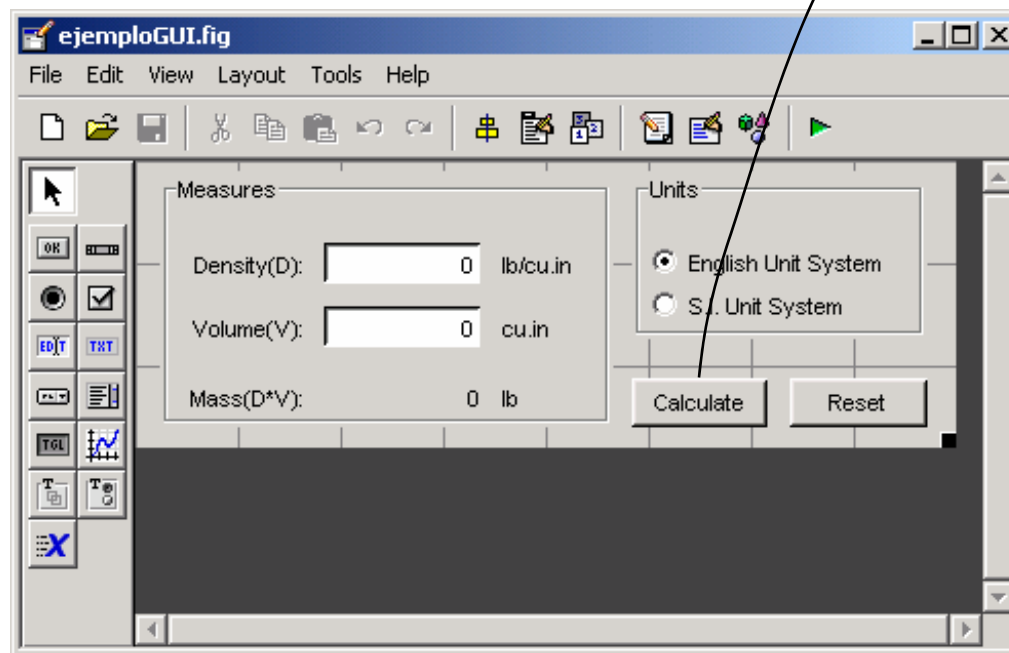 ejemploGUI.fig
File Edit View Layout Tools Help
Measures
Units
Density(D): 0 lb/cu.in
English Unit System
S.I. Unit System
Volume(V): 0 cu.in
Mass(D*V): 0 lb
Calculate Reset
OK
EDIT TXT
TGL
T T
X